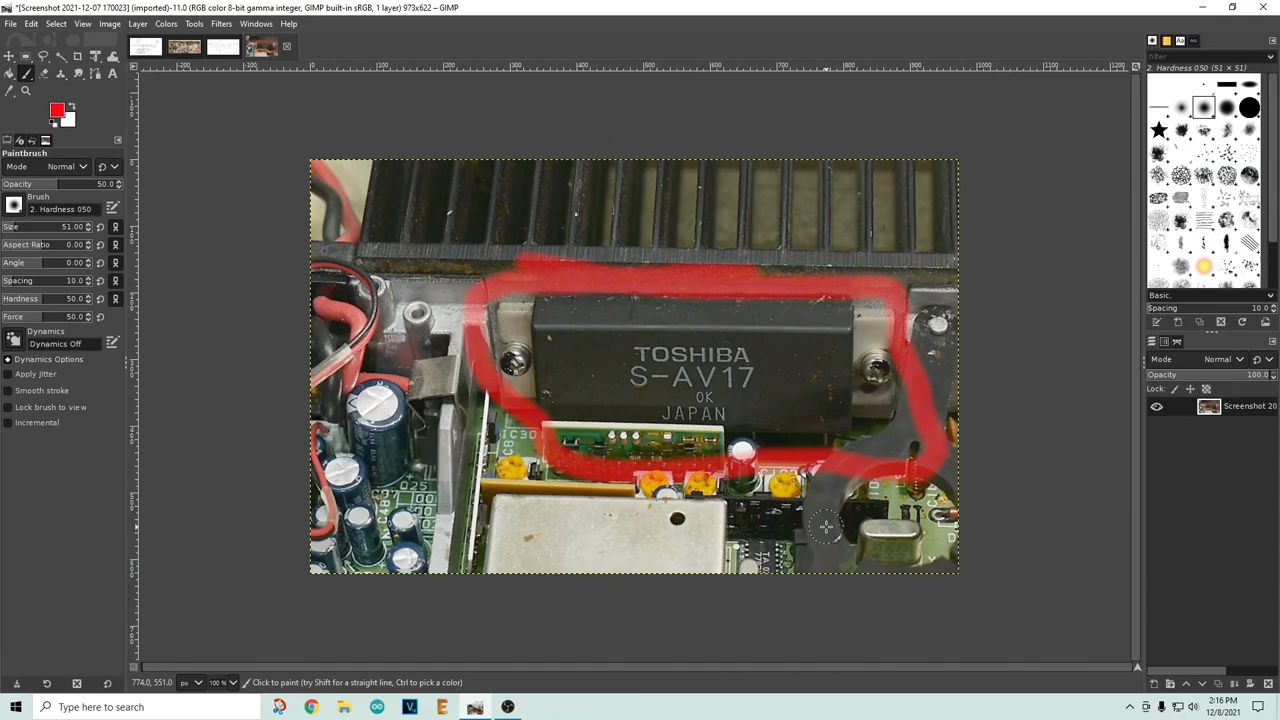 *[Screenshot 2021-12-07 170023] (imported)-11.0 (RGB color 8-bit gamma integer, GIMP built-in sRGB, 1 layer) 973x622 – GIMP
File Edit Select View Image Layer Colors Tools Filters Windows Help
Paintbrush
Mode Normal
Opacity 50.0
Brush
2. Hardness 050
Size 51.00
Aspect Ratio 0.00
Angle 0.00
Spacing 10.0
Hardness 50.0
Force 50.0
Dynamics
Dynamics Off
Dynamics Options
Apply Jitter
Smooth stroke
Lock brush to view
Incremental
TOSHIBA
S-AV17
OK
JAPAN
filter
2. Hardness 050 (51 × 51)
Basic,
Spacing 10.0
Mode Normal
Opacity 100.0
Lock:
Screenshot 20
774.0, 551.0 px 100 % Click to paint (try Shift for a straight line, Ctrl to pick a color)
Type here to search
2:16 PM
12/8/2021